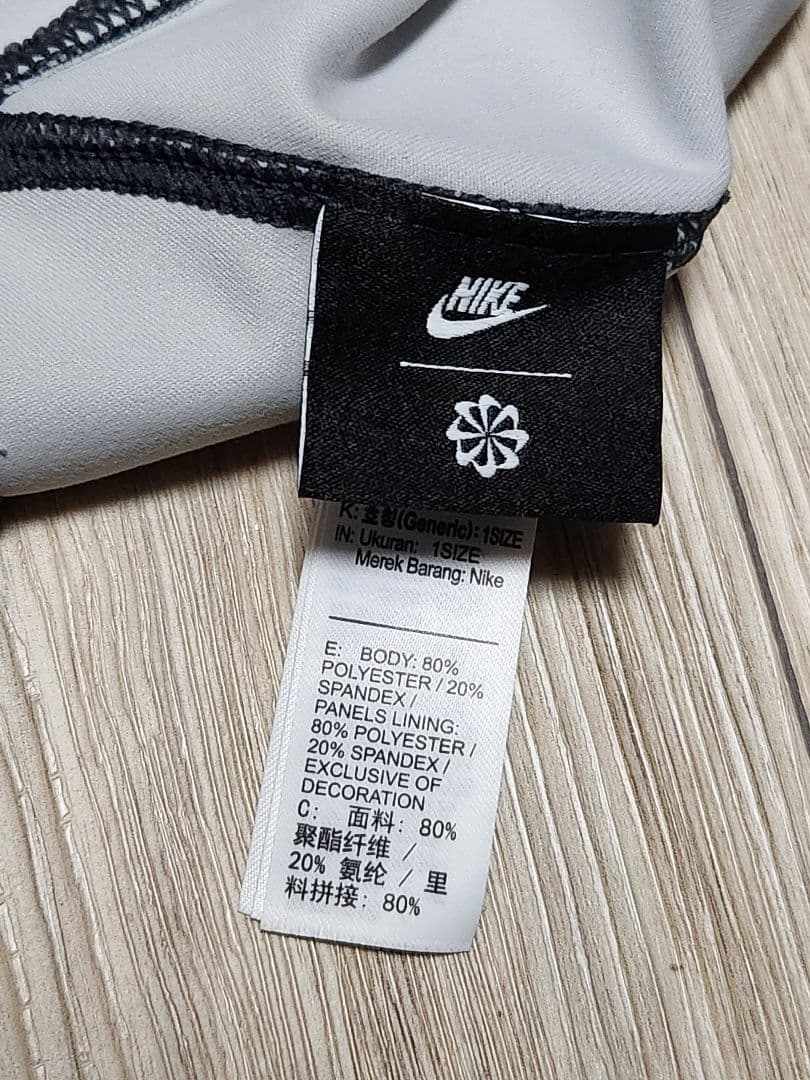 NIKE
K: 호칭(Generic): 1SIZE
IN: Ukuran: 1SIZE
Merek Barang: Nike
E: BODY: 80%
POLYESTER / 20%
SPANDEX /
PANELS LINING:
80% POLYESTER /
20% SPANDEX /
EXCLUSIVE OF
DECORATION
C: 面料: 80%
聚酯纤维 /
20% 氨纶 / 里
料拼接: 80%